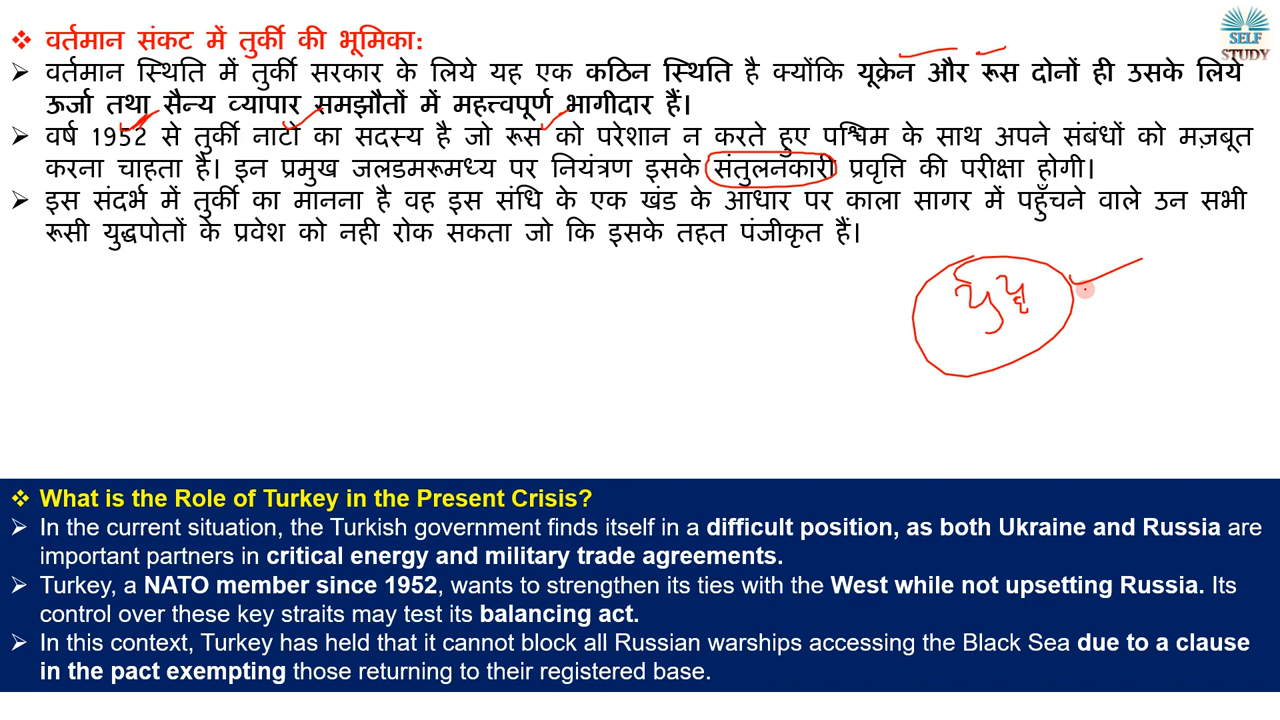 SELF
STUDY
❖ वर्तमान संकट में तुर्की की भूमिका:
➢ वर्तमान स्थिति में तुर्की सरकार के लिये यह एक कठिन स्थिति है क्योंकि यूक्रेन और रूस दोनों ही उसके लिये
ऊर्जा तथा सैन्य व्यापार समझौतों में महत्त्वपूर्ण भागीदार हैं।
➢ वर्ष 1952 से तुर्की नाटो का सदस्य है जो रूस को परेशान न करते हुए पश्चिम के साथ अपने संबंधों को मज़बूत
करना चाहता है। इन प्रमुख जलडमरूमध्य पर नियंत्रण इसके संतुलनकारी प्रवृत्ति की परीक्षा होगी।
➢ इस संदर्भ में तुर्की का मानना है वह इस संधि के एक खंड के आधार पर काला सागर में पहुँचने वाले उन सभी
रूसी युद्धपोतों के प्रवेश को नही रोक सकता जो कि इसके तहत पंजीकृत हैं।
युद्ध
❖ What is the Role of Turkey in the Present Crisis?
➢ In the current situation, the Turkish government finds itself in a difficult position, as both Ukraine and Russia are
important partners in critical energy and military trade agreements.
➢ Turkey, a NATO member since 1952, wants to strengthen its ties with the West while not upsetting Russia. Its
control over these key straits may test its balancing act.
➢ In this context, Turkey has held that it cannot block all Russian warships accessing the Black Sea due to a clause
in the pact exempting those returning to their registered base.